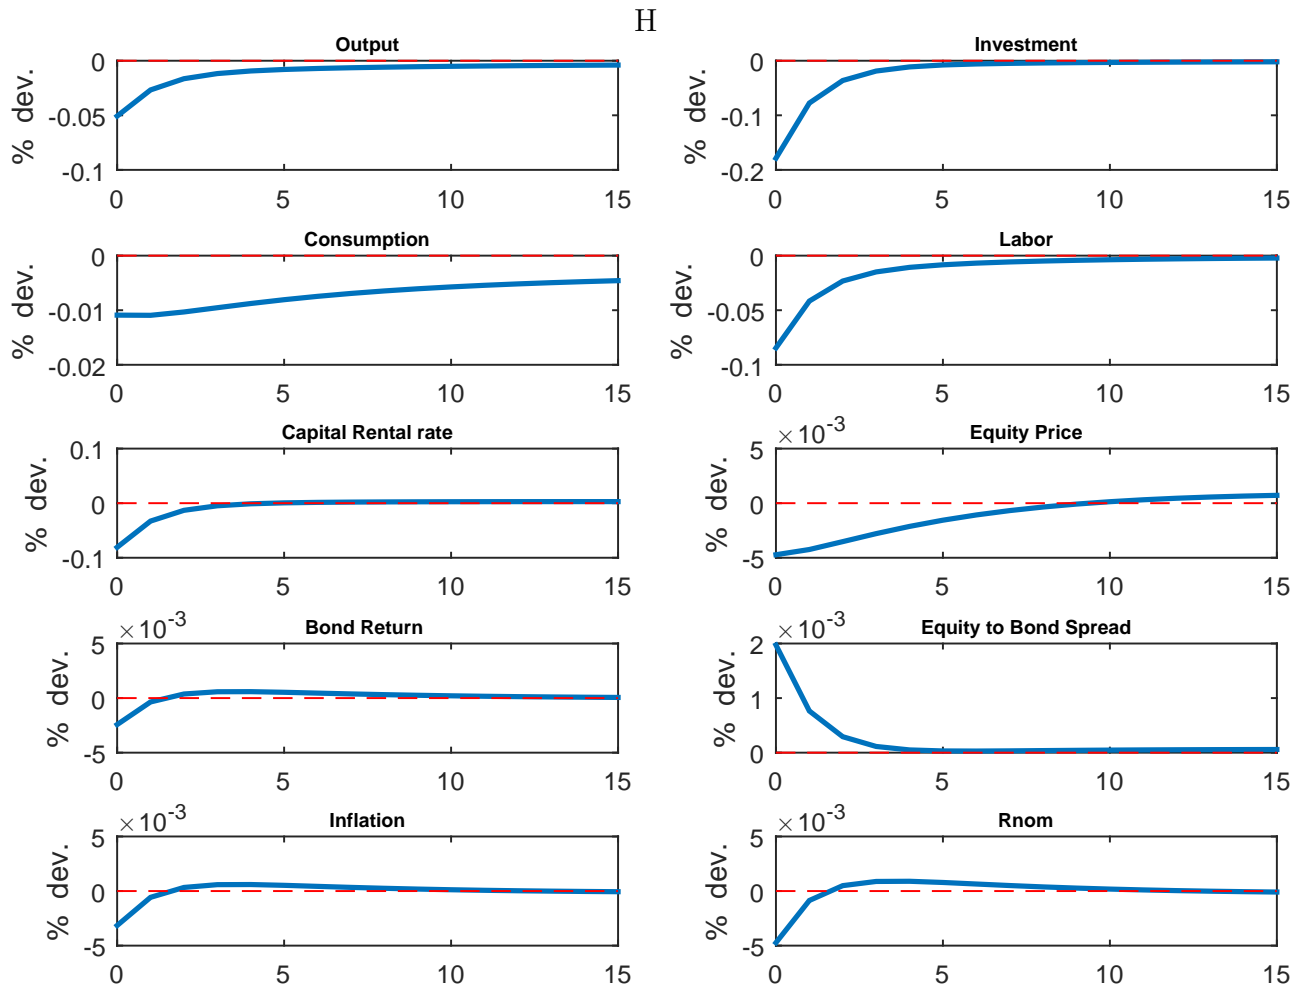 H
Output
% dev.
0
-0.05
-0.1
0 5 10 15
Investment
% dev.
0
-0.1
-0.2
0 5 10 15
Consumption
% dev.
0
-0.01
-0.02
0 5 10 15
Labor
% dev.
0
-0.05
-0.1
0 5 10 15
Capital Rental rate
% dev.
0.1
0
-0.1
0 5 10 15
Equity Price
×10^-3
% dev.
5
0
-5
0 5 10 15
Bond Return
×10^-3
% dev.
5
0
-5
0 5 10 15
Equity to Bond Spread
×10^-3
% dev.
2
1
0
0 5 10 15
Inflation
×10^-3
% dev.
5
0
-5
0 5 10 15
Rnom
×10^-3
% dev.
5
0
-5
0 5 10 15